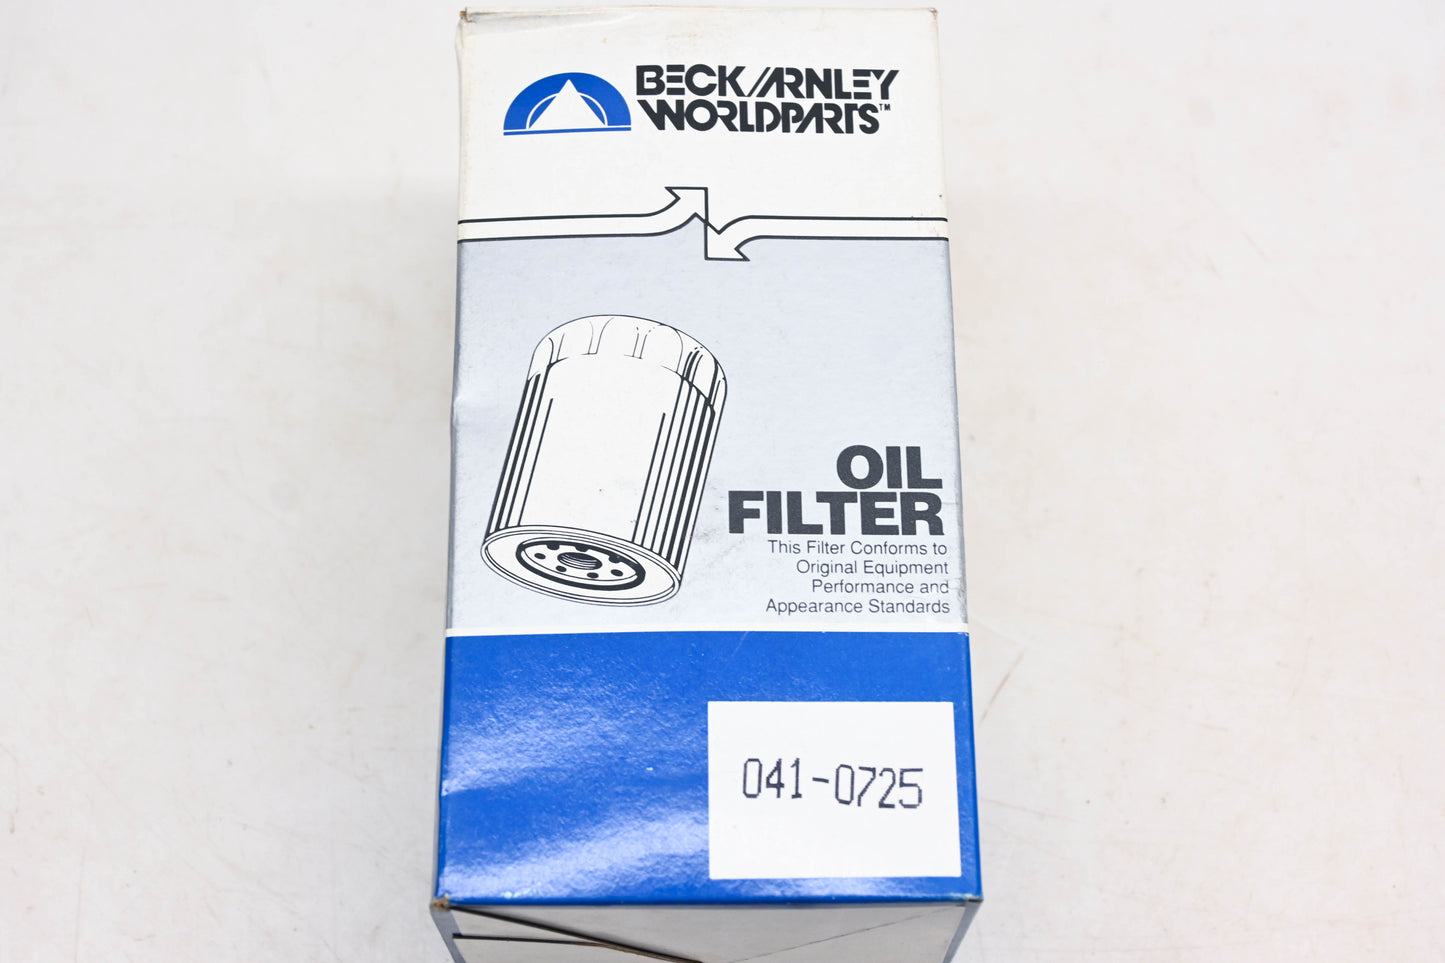 BECK/ARNLEY
WORLDPARTS™
OIL
FILTER
This Filter Conforms to
Original Equipment
Performance and
Appearance Standards
041-0725